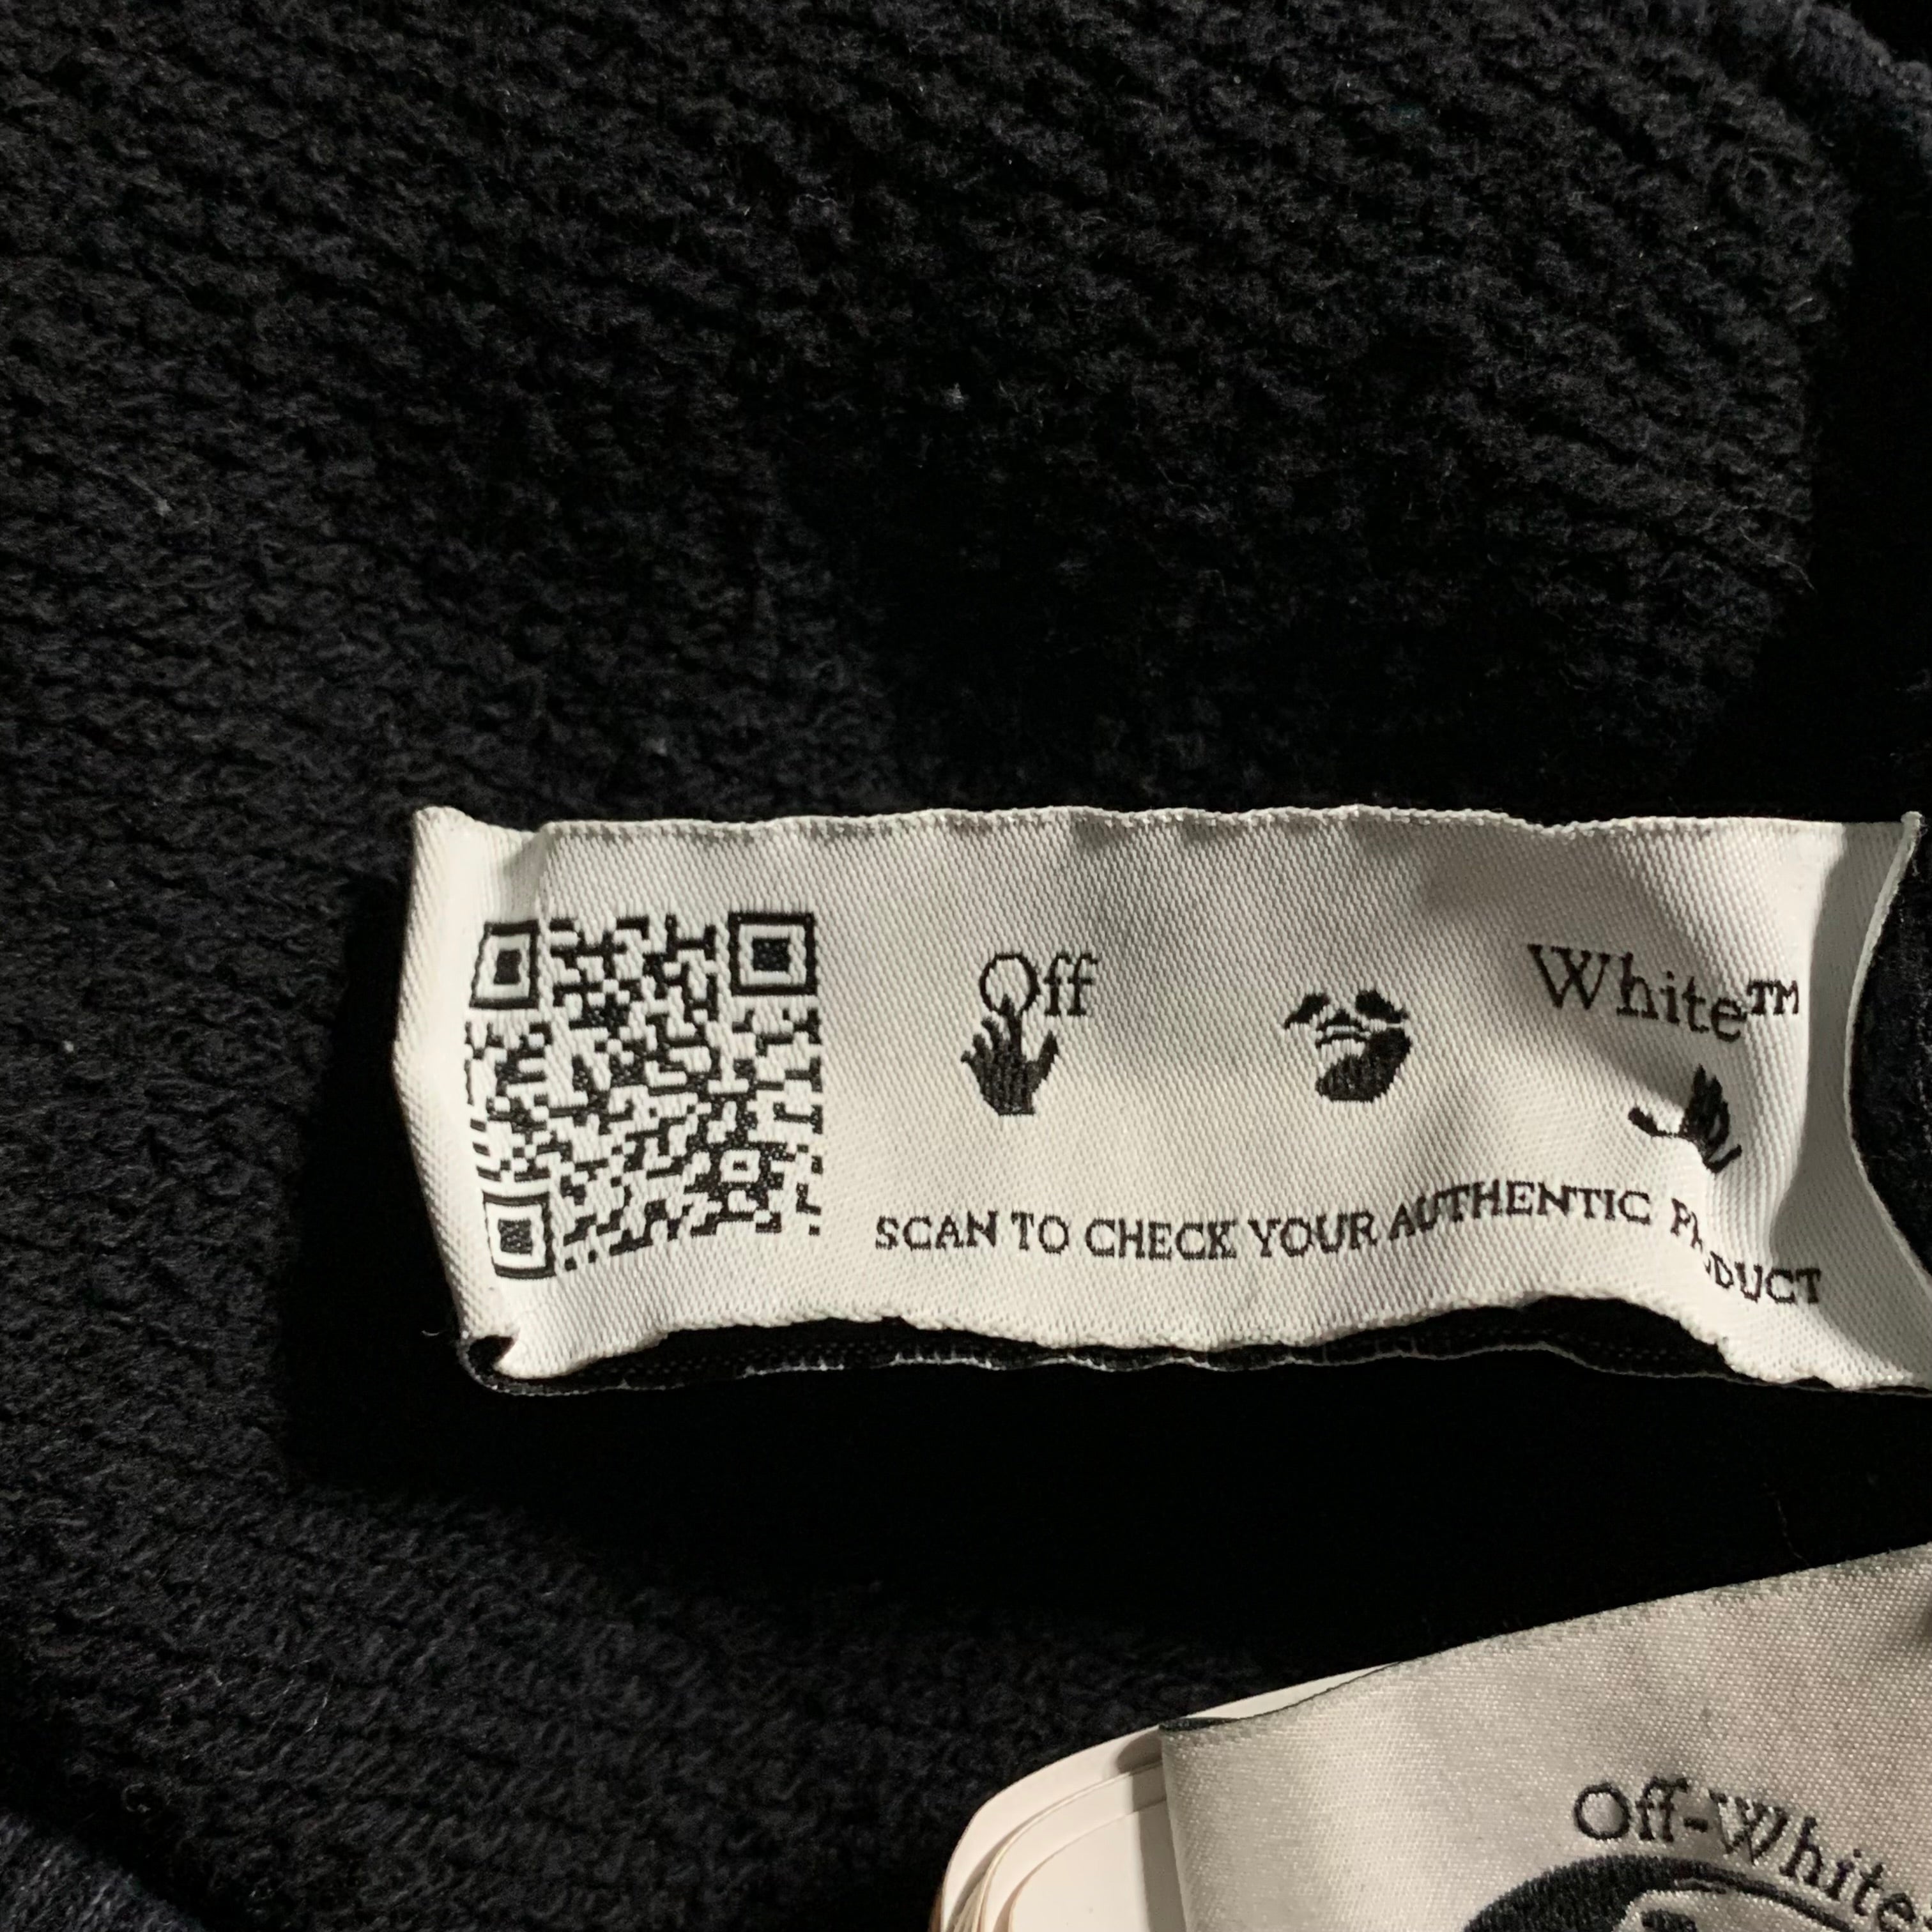 Off White™
SCAN TO CHECK YOUR AUTHENTIC PRODUCT
Off-White